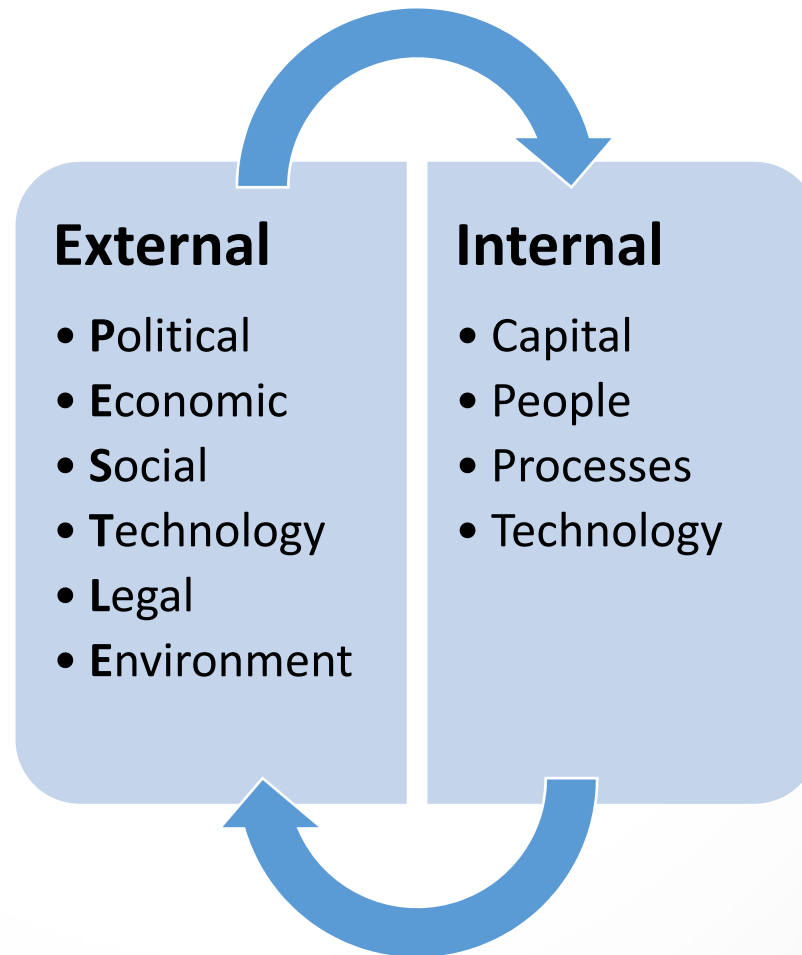 External
• Political
• Economic
• Social
• Technology
• Legal
• Environment
Internal
• Capital
• People
• Processes
• Technology